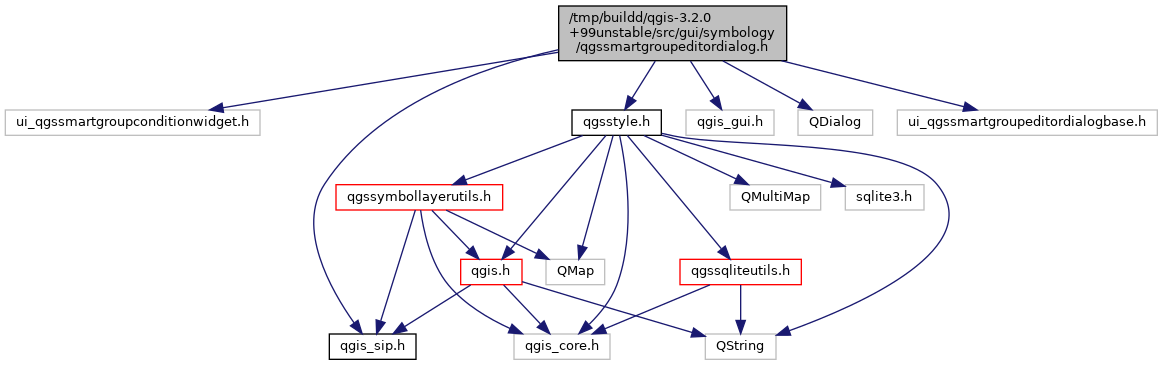 /tmp/buildd/qgis-3.2.0
+99unstable/src/gui/symbology
/qgssmartgroupeditordialog.h
ui_qgssmartgroupconditionwidget.h
qgsstyle.h
qgis_gui.h
QDialog
ui_qgssmartgroupeditordialogbase.h
qgssymbollayerutils.h
QMultiMap
sqlite3.h
qgis.h
QMap
qgssqliteutils.h
qgis_sip.h
qgis_core.h
QString